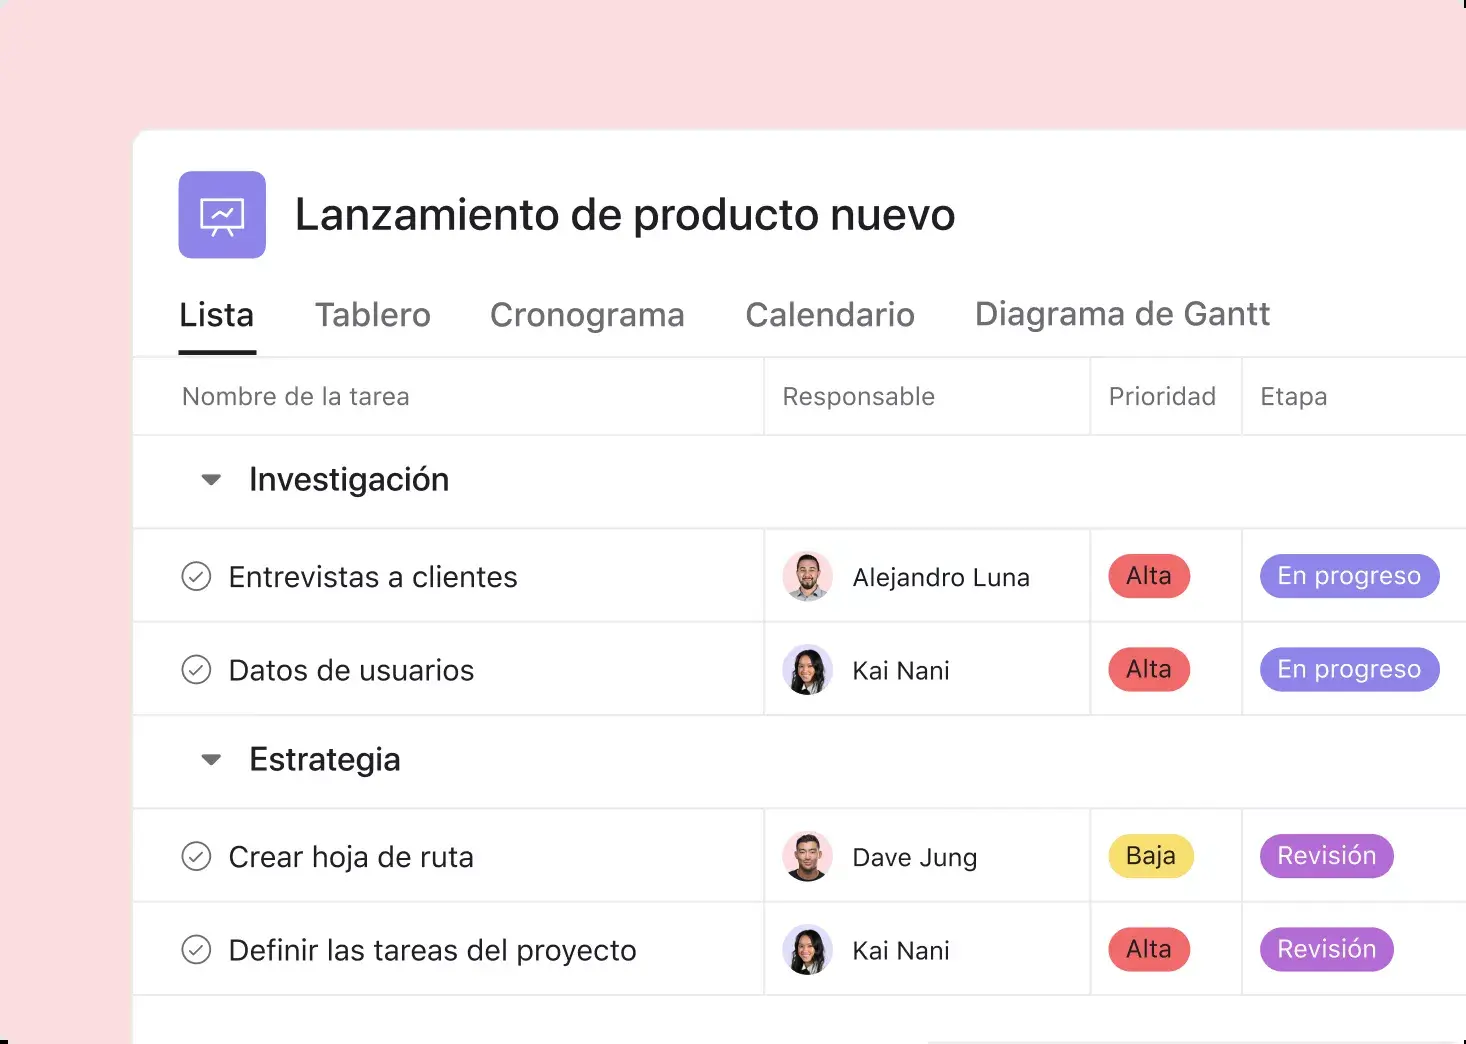 Lanzamiento de producto nuevo
Lista Tablero Cronograma Calendario Diagrama de Gantt
Nombre de la tarea Responsable Prioridad Etapa
Investigación
Entrevistas a clientes Alejandro Luna Alta En progreso
Datos de usuarios Kai Nani Alta En progreso
Estrategia
Crear hoja de ruta Dave Jung Baja Revisión
Definir las tareas del proyecto Kai Nani Alta Revisión